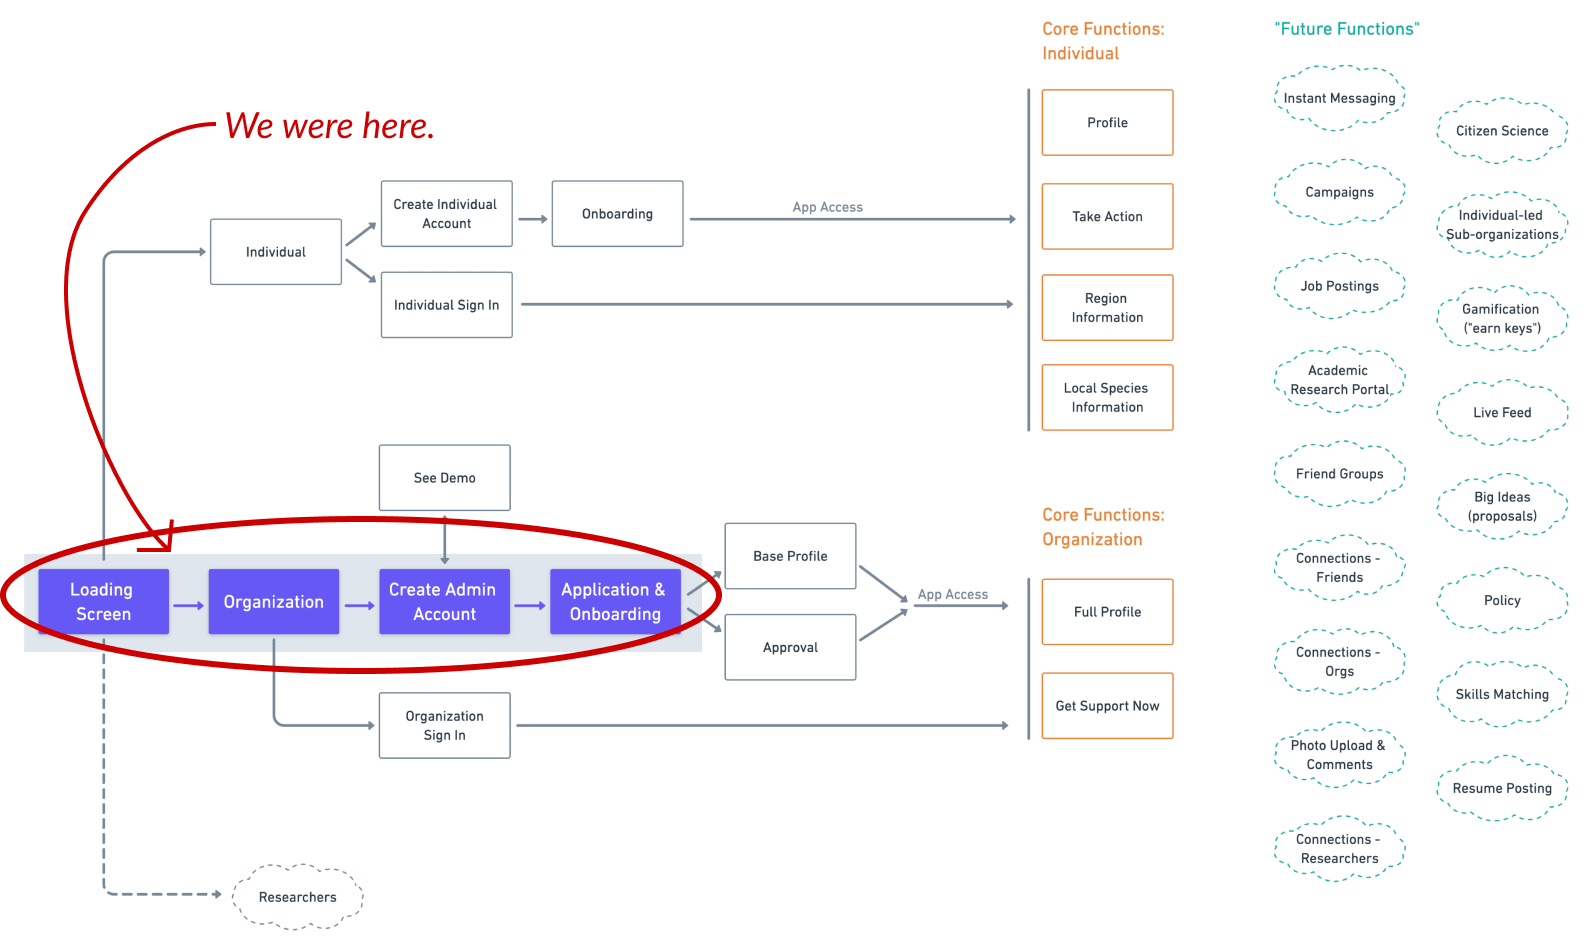 Core Functions:
Individual
"Future Functions"
We were here.
Profile
Take Action
Region
Information
Local Species
Information
Create Individual
Account
Onboarding
App Access
Individual
Individual Sign In
See Demo
Loading
Screen
Organization
Create Admin
Account
Application &
Onboarding
Base Profile
Approval
App Access
Organization
Sign In
Core Functions:
Organization
Full Profile
Get Support Now
Researchers
Instant Messaging
Campaigns
Job Postings
Academic
Research Portal
Friend Groups
Connections -
Friends
Connections -
Orgs
Photo Upload &
Comments
Connections -
Researchers
Citizen Science
Individual-led
Sub-organizations
Gamification
("earn keys")
Live Feed
Big Ideas
(proposals)
Policy
Skills Matching
Resume Posting